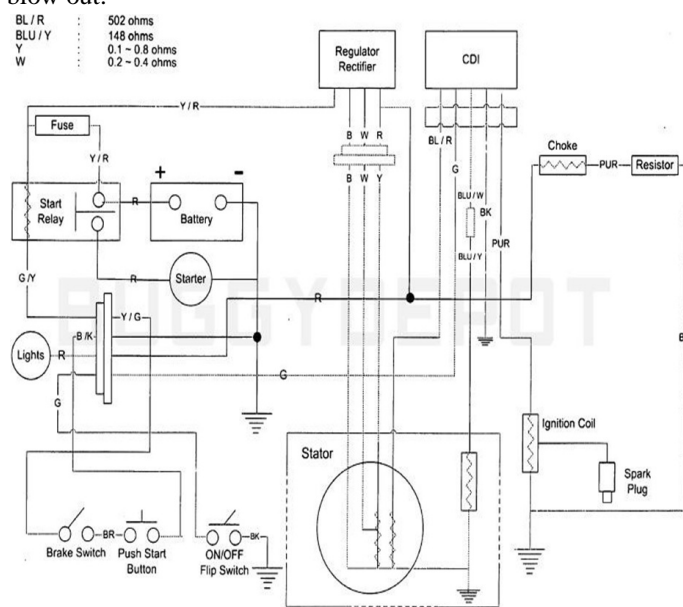 blow out.
BL / R : 502 ohms
BLU / Y : 148 ohms
Y : 0.1 ~ 0.8 ohms
W : 0.2 ~ 0.4 ohms
Regulator
Rectifier
CDI
Y / R
Fuse
Y / R
B W R
BL / R
G
Choke
PUR
Resistor
B W Y
BLU / W
BK
PUR
BLU / Y
+ -
Start
Relay
R
Battery
G /Y
R
Starter
BUGGYDEPOT
R
Y / G
B /K
Lights
R
G
G
Stator
Ignition Coil
Spark
Plug
BR
BK
Brake Switch
Push Start
Button
ON/OFF
Flip Switch